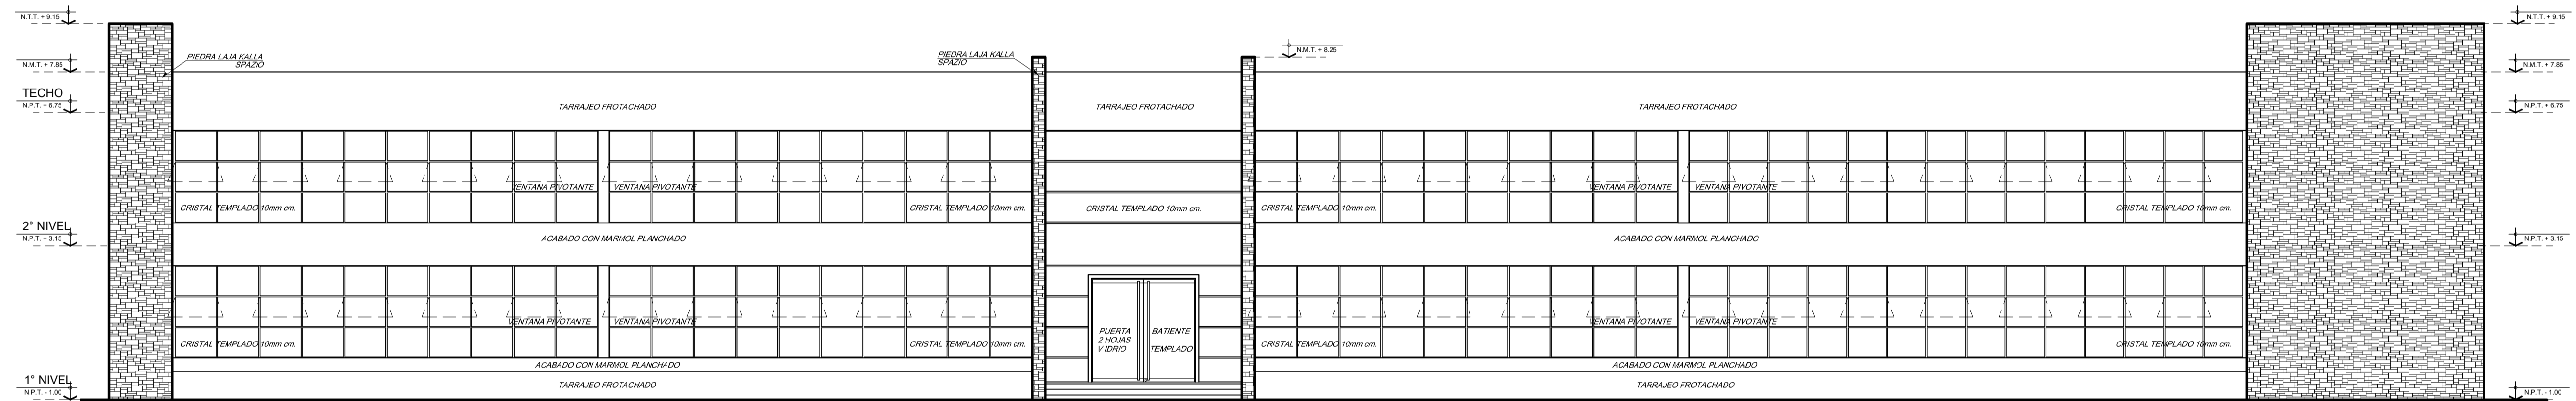 N.T.T. + 9.15
N.T.T. + 9.15
PIEDRA LAJA KALLA
SPAZIO
PIEDRA LAJA KALLA
SPAZIO
N.M.T. + 8.25
N.M.T. + 7.85
N.M.T. + 7.85
TECHO
N.P.T. + 6.75
TARRAJEO FROTACHADO
TARRAJEO FROTACHADO
TARRAJEO FROTACHADO
N.P.T. + 6.75
VENTANA PIVOTANTE
VENTANA PIVOTANTE
VENTANA PIVOTANTE
VENTANA PIVOTANTE
CRISTAL TEMPLADO 10mm cm.
CRISTAL TEMPLADO 10mm cm.
CRISTAL TEMPLADO 10mm cm.
CRISTAL TEMPLADO 10mm cm.
CRISTAL TEMPLADO 10mm cm.
2° NIVEL
N.P.T. + 3.15
ACABADO CON MARMOL PLANCHADO
ACABADO CON MARMOL PLANCHADO
N.P.T. + 3.15
VENTANA PIVOTANTE
VENTANA PIVOTANTE
VENTANA PIVOTANTE
VENTANA PIVOTANTE
PUERTA
2 HOJAS
V IDRIO
BATIENTE
TEMPLADO
CRISTAL TEMPLADO 10mm cm.
CRISTAL TEMPLADO 10mm cm.
CRISTAL TEMPLADO 10mm cm.
CRISTAL TEMPLADO 10mm cm.
ACABADO CON MARMOL PLANCHADO
ACABADO CON MARMOL PLANCHADO
1° NIVEL
N.P.T. - 1.00
TARRAJEO FROTACHADO
TARRAJEO FROTACHADO
N.P.T. - 1.00